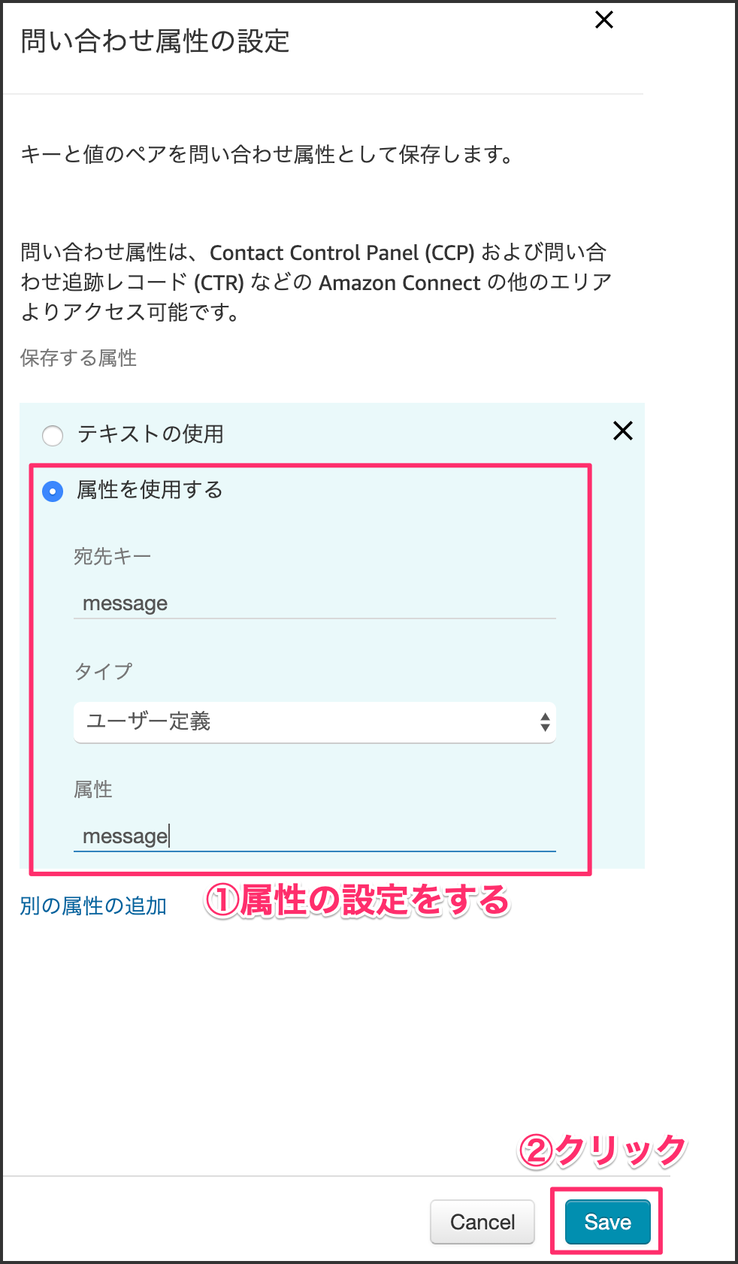 問い合わせ属性の設定
キーと値のペアを問い合わせ属性として保存します。
問い合わせ属性は、Contact Control Panel (CCP) および問い合
わせ追跡レコード (CTR) などの Amazon Connect の他のエリア
よりアクセス可能です。
保存する属性
テキストの使用
属性を使用する
宛先キー
message
タイプ
ユーザー定義
属性
message
別の属性の追加
①属性の設定をする
②クリック
Cancel
Save